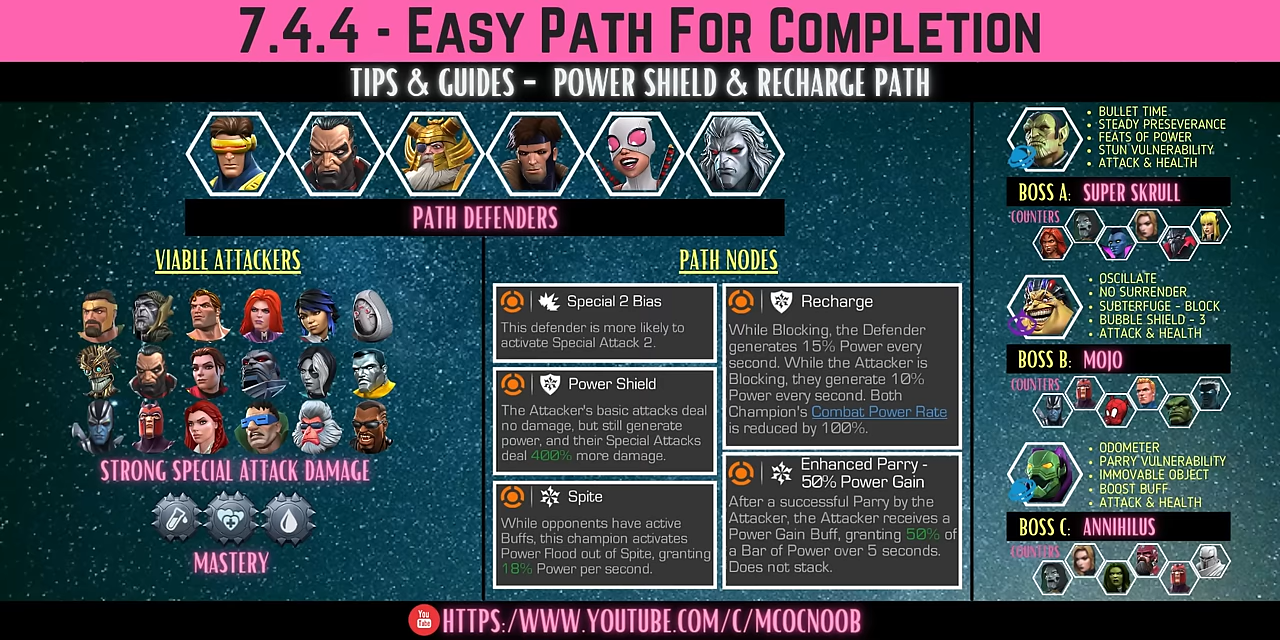 7.4.4 - EASY PATH FOR COMPLETION
TIPS & GUIDES - POWER SHIELD & RECHARGE PATH
PATH DEFENDERS
VIABLE ATTACKERS
STRONG SPECIAL ATTACK DAMAGE
MASTERY
PATH NODES
Special 2 Bias
This defender is more likely to
activate Special Attack 2.
Power Shield
The Attacker's basic attacks deal
no damage, but still generate
power, and their Special Attacks
deal 400% more damage.
Spite
While opponents have active
Buffs, this champion activates
Power Flood out of Spite, granting
18% Power per second.
Recharge
While Blocking, the Defender
generates 15% Power every
second. While the Attacker is
Blocking, they generate 10%
Power every second. Both
Champion's Combat Power Rate
is reduced by 100%.
Enhanced Parry -
50% Power Gain
After a successful Parry by the
Attacker, the Attacker receives a
Power Gain Buff, granting 50% of
a Bar of Power over 5 seconds.
Does not stack.
• BULLET TIME
• STEADY PRESEVERANCE
• FEATS OF POWER
• STUN VULNERABILITY
• ATTACK & HEALTH
BOSS A: SUPER SKRULL
COUNTERS
• OSCILLATE
• NO SURRENDER
• SUBTERFUGE - BLOCK
• BUBBLE SHIELD - 3
• ATTACK & HEALTH
BOSS B: MOJO
COUNTERS
• ODOMETER
• PARRY VULNERABILITY
• IMMOVABLE OBJECT
• BOOST BUFF
• ATTACK & HEALTH
BOSS C: ANNIHILUS
COUNTERS
You Tube
HTTPS:/WWW.YOUTUBE.COM/C/MCOCNOOB